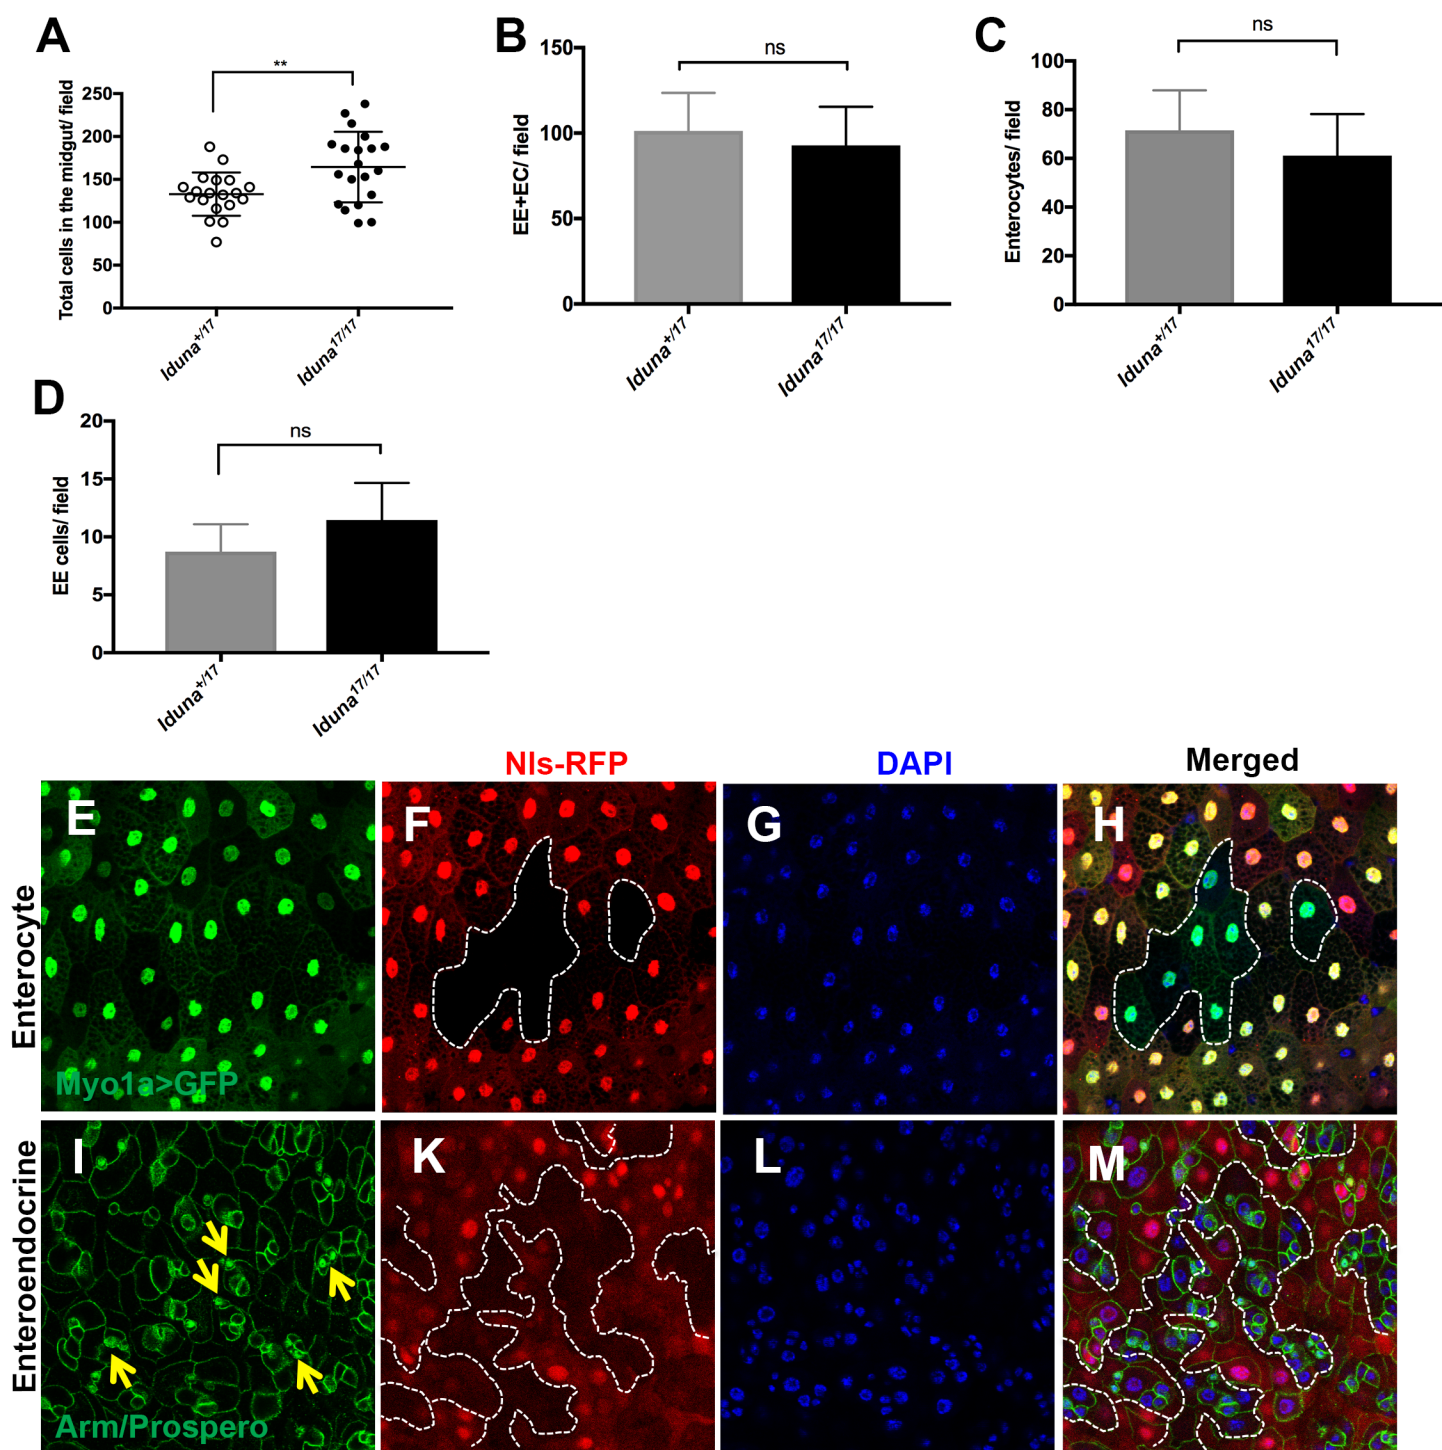 A
**
Total cells in the midgut/ field
250
200
150
100
50
0
Iduna+/17
Iduna17/17
B
ns
EE+EC/ field
150
100
50
0
Iduna+/17
Iduna17/17
C
ns
Enterocytes/ field
100
80
60
40
20
0
Iduna+/17
Iduna17/17
D
ns
EE cells/ field
20
15
10
5
0
Iduna+/17
Iduna17/17
Nls-RFP
DAPI
Merged
Enterocyte
E
Myo1a>GFP
F
G
H
Enteroendocrine
I
Arm/Prospero
K
L
M